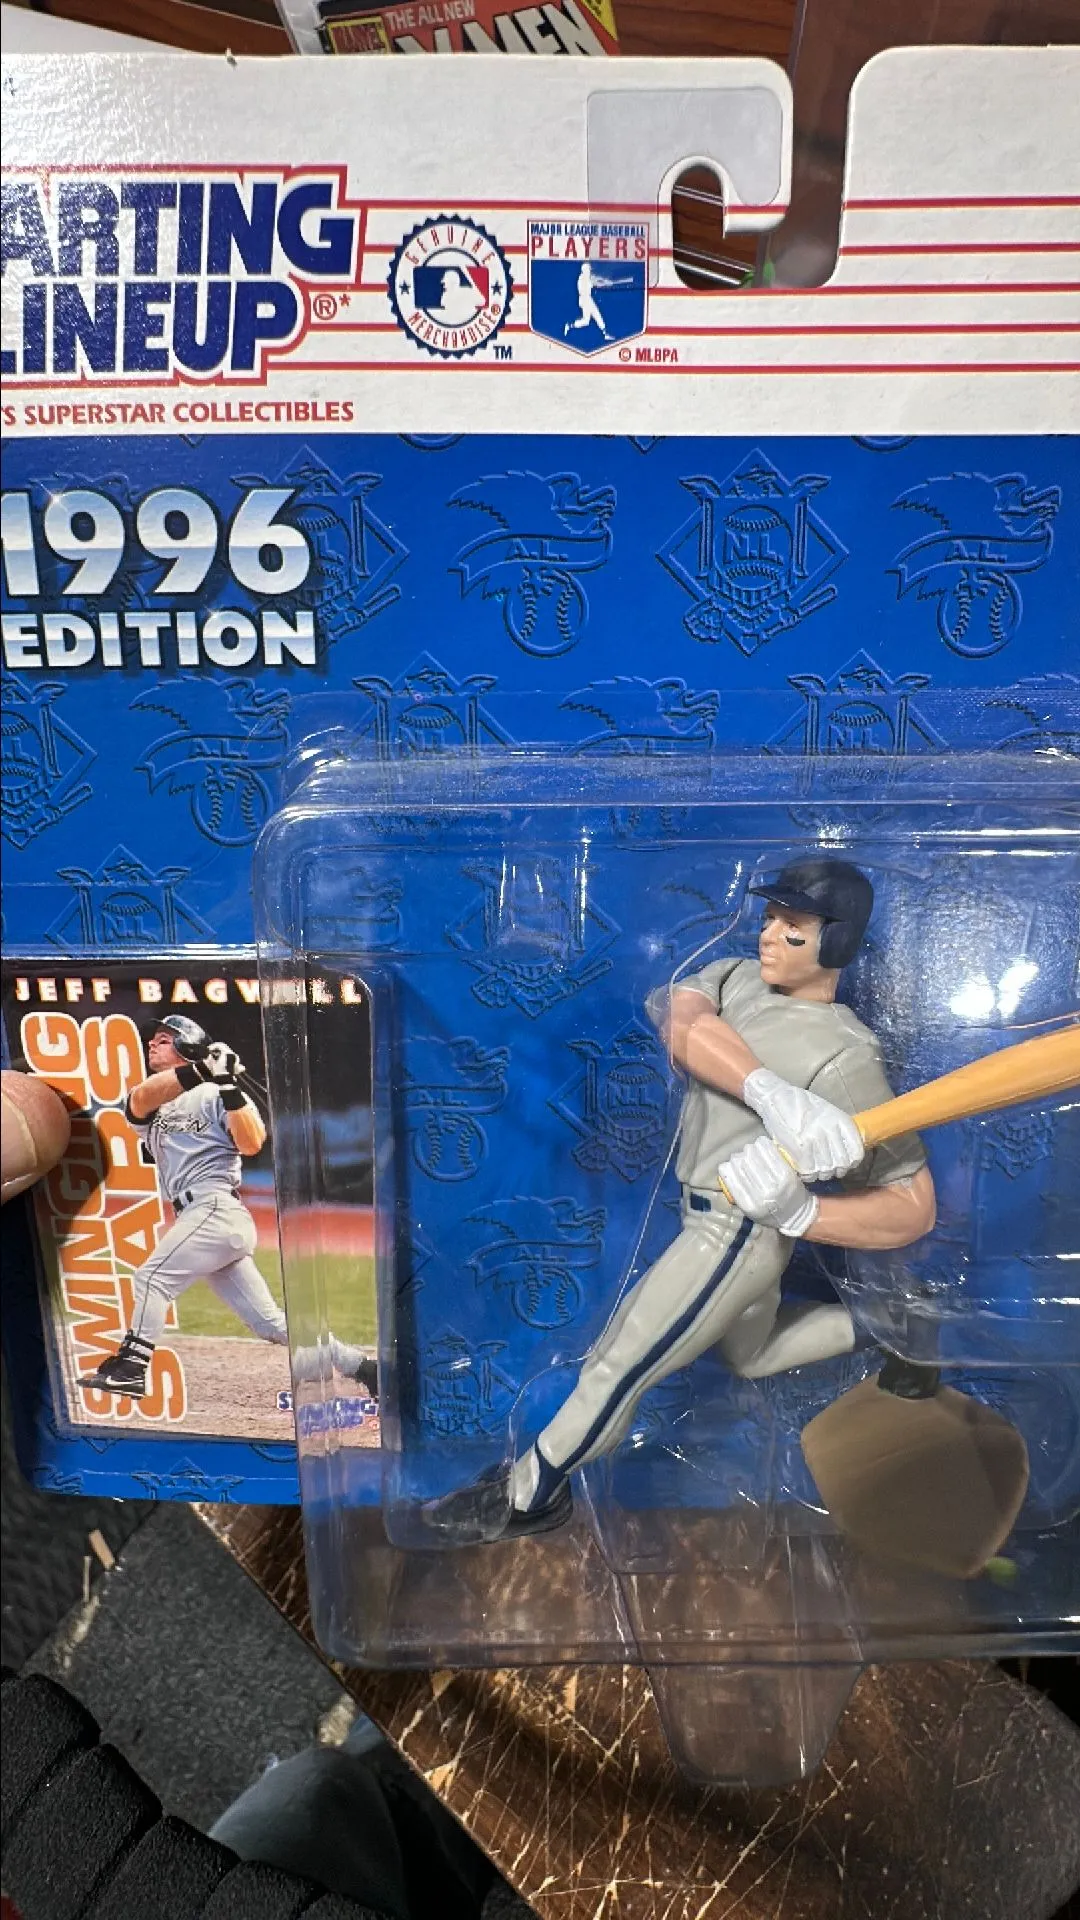 THE ALL NEW
X-MEN
ARTING
LINEUP®*
S SUPERSTAR COLLECTIBLES
GENUINE
MERCHANDISE®
TM
MAJOR LEAGUE BASEBALL
PLAYERS
© MLBPA
1996
EDITION
N.L.
A.L.
N.L.
A.L.
A.L.
N.L.
A.L.
N.L.
N.L.
N.L.
A.L.
JEFF BAGWELL
SWINGING
STARS